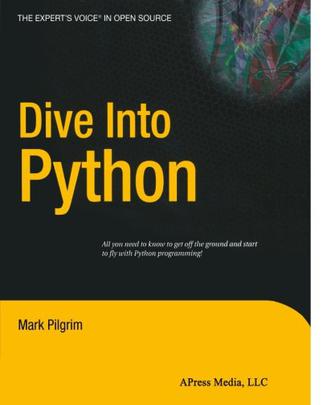 THE EXPERT'S VOICE® IN OPEN SOURCE
Dive Into
Python
All you need to know to get off the ground and start
to fly with Python programming!
Mark Pilgrim
APress Media, LLC